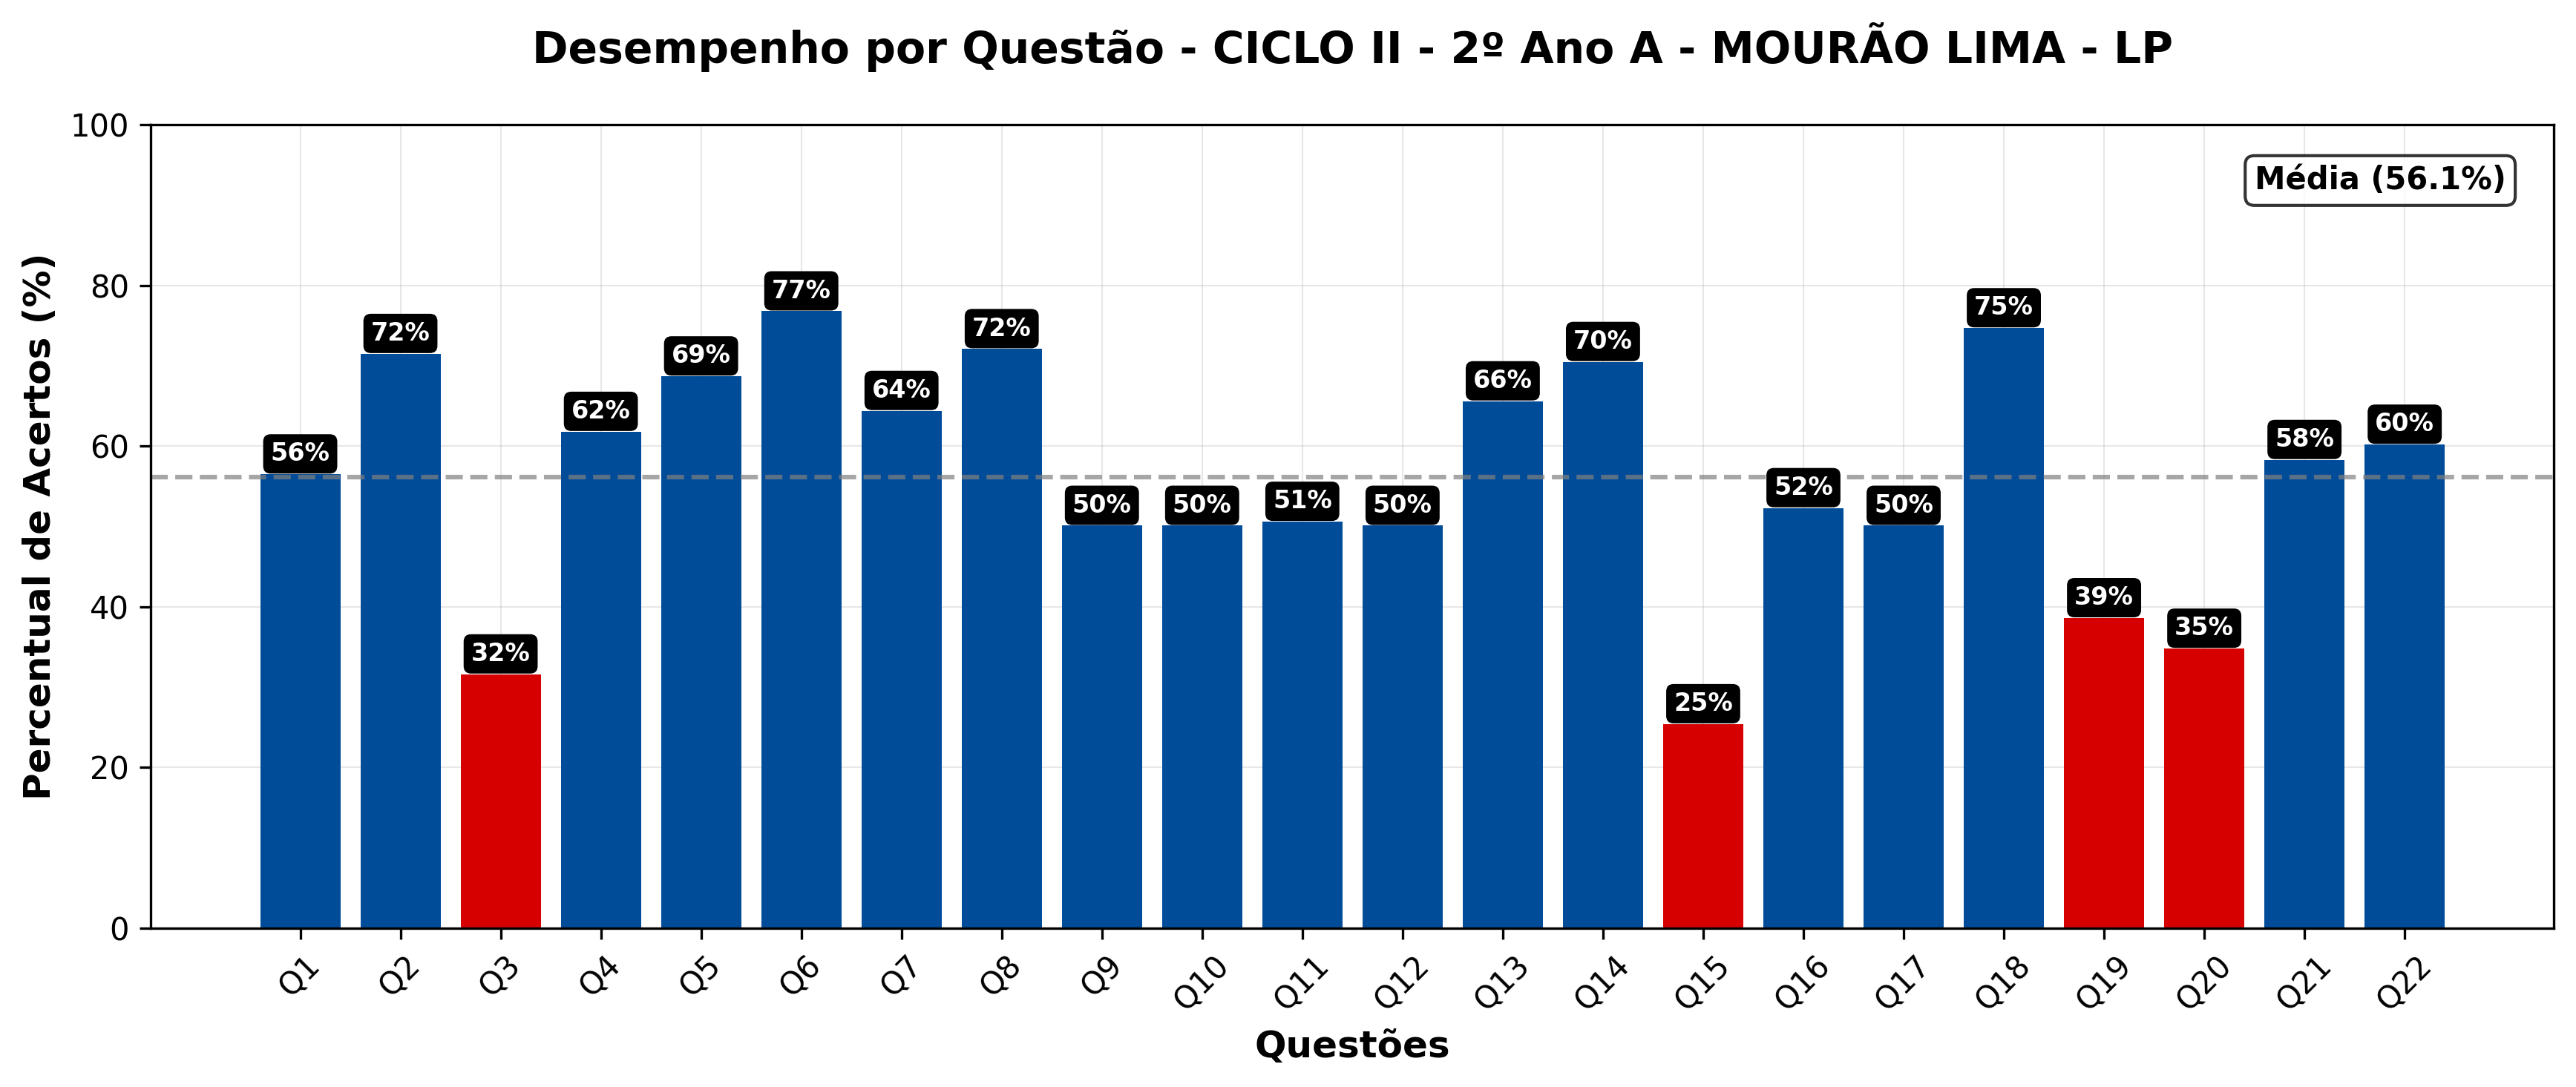 Desempenho por Questão - CICLO II - 2º Ano A - MOURÃO LIMA - LP
Percentual de Acertos (%)
100
80
60
40
20
0
Média (56.1%)
56%
72%
32%
62%
69%
77%
64%
72%
50%
50%
51%
50%
66%
70%
25%
52%
50%
75%
39%
35%
58%
60%
Q1
Q2
Q3
Q4
Q5
Q6
Q7
Q8
Q9
Q10
Q11
Q12
Q13
Q14
Q15
Q16
Q17
Q18
Q19
Q20
Q21
Q22
Questões